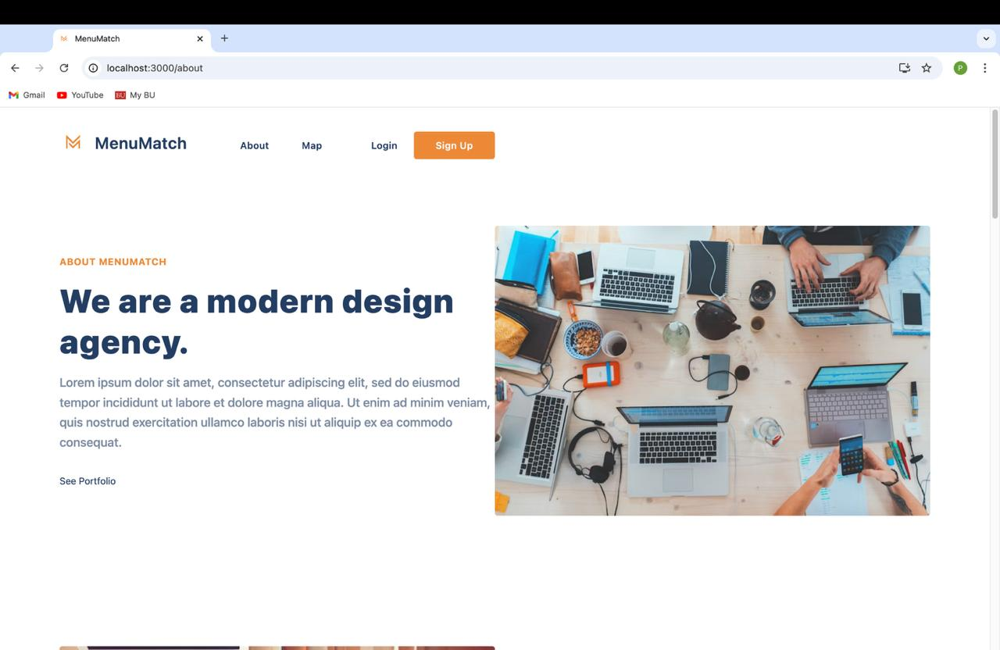 MenuMatch
localhost:3000/about
P
Gmail YouTube BU My BU
MenuMatch About Map Login Sign Up
ABOUT MENUMATCH
We are a modern design
agency.
Lorem ipsum dolor sit amet, consectetur adipiscing elit, sed do eiusmod
tempor incididunt ut labore et dolore magna aliqua. Ut enim ad minim veniam,
quis nostrud exercitation ullamco laboris nisi ut aliquip ex ea commodo
consequat.
See Portfolio